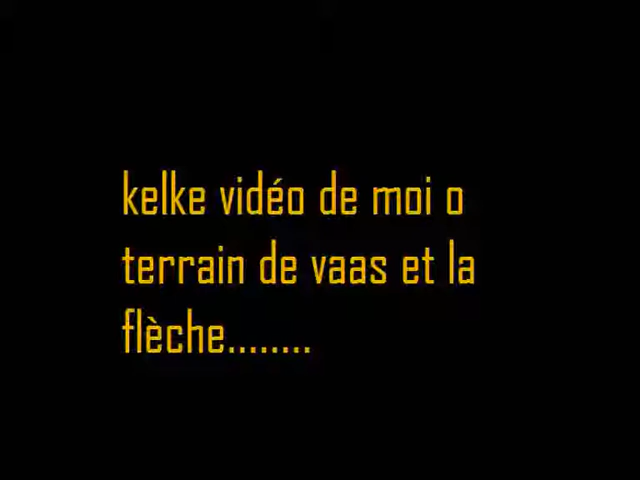 kelke vidéo de moi o
terrain de vaas et la
flèche........